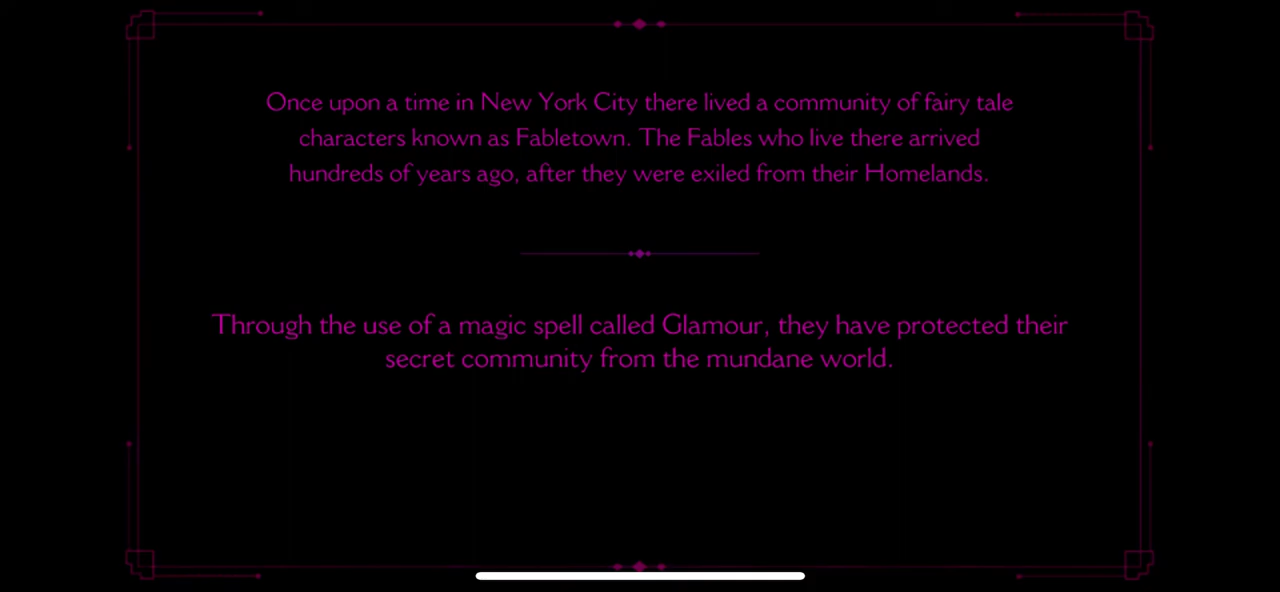 Once upon a time in New York City there lived a community of fairy tale
characters known as Fabletown. The Fables who live there arrived
hundreds of years ago, after they were exiled from their Homelands.
Through the use of a magic spell called Glamour, they have protected their
secret community from the mundane world.